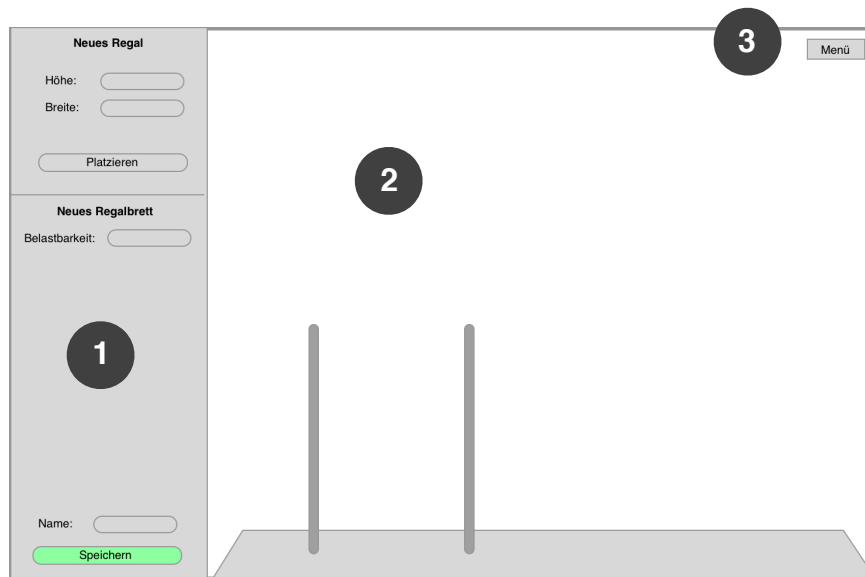 Neues Regal
Höhe:
Breite:
Platzieren
Neues Regalbrett
Belastbarkeit:
1
Name:
Speichern
2
3
Menü